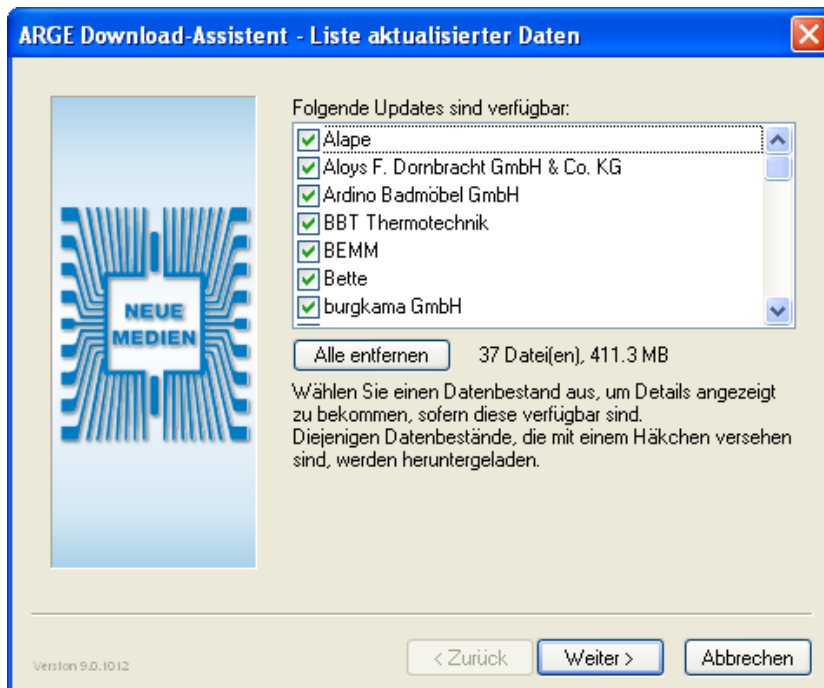 ARGE Download-Assistent - Liste aktualisierter Daten
Folgende Updates sind verfügbar:
Alape
Aloys F. Dornbracht GmbH & Co. KG
Ardino Badmöbel GmbH
BBT Thermotechnik
BEMM
Bette
burgkama GmbH
NEUE
MEDIEN
Alle entfernen
37 Datei(en), 411.3 MB
Wählen Sie einen Datenbestand aus, um Details angezeigt
zu bekommen, sofern diese verfügbar sind.
Diejenigen Datenbestände, die mit einem Häkchen versehen
sind, werden heruntergeladen.
Version 9.0.1012
< Zurück
Weiter >
Abbrechen